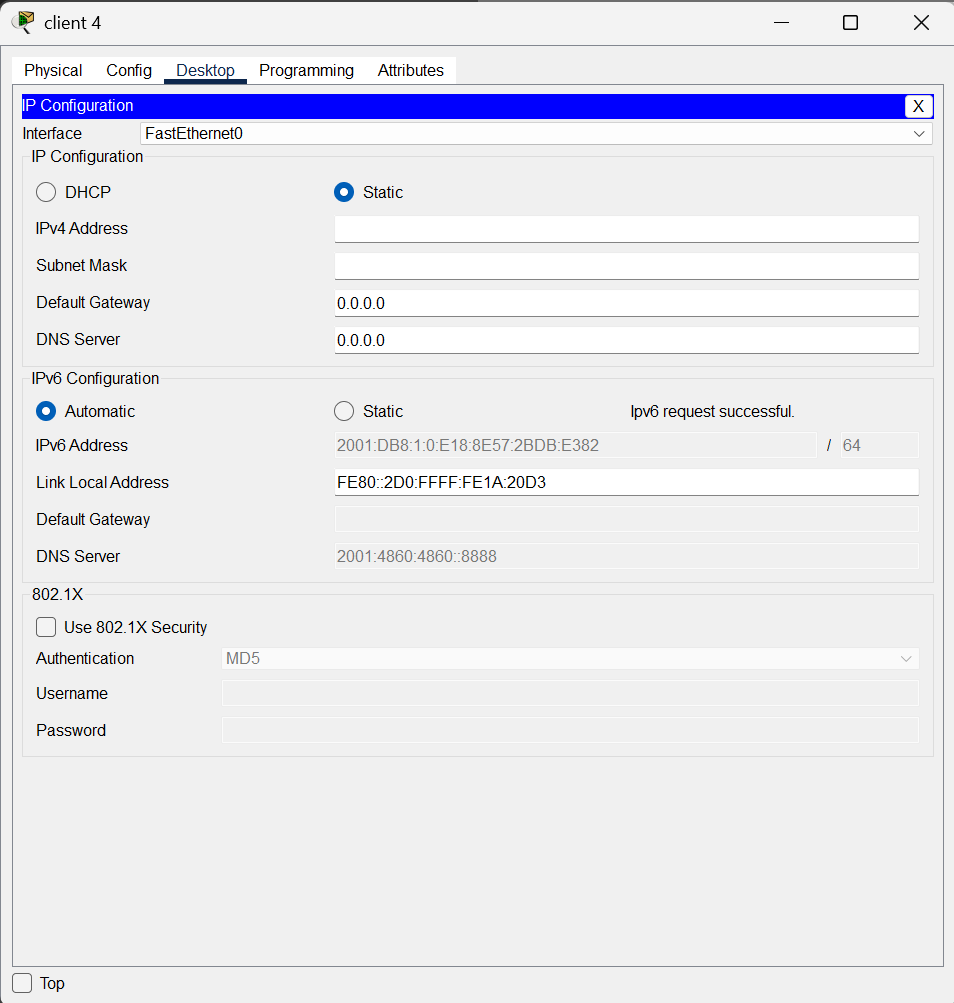 client 4
Physical Config Desktop Programming Attributes
IP Configuration X
Interface FastEthernet0
IP Configuration
DHCP Static
IPv4 Address
Subnet Mask
Default Gateway 0.0.0.0
DNS Server 0.0.0.0
IPv6 Configuration
Automatic Static Ipv6 request successful.
IPv6 Address 2001:DB8:1:0:E18:8E57:2BDB:E382 / 64
Link Local Address FE80::2D0:FFFF:FE1A:20D3
Default Gateway
DNS Server 2001:4860:4860::8888
802.1X
Use 802.1X Security
Authentication MD5
Username
Password
Top